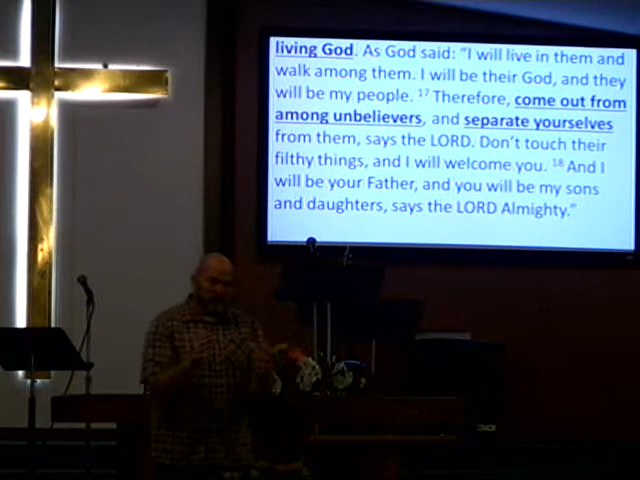 living God. As God said: “I will live in them and
walk among them. I will be their God, and they
will be my people. 17 Therefore, come out from
among unbelievers, and separate yourselves
from them, says the LORD. Don’t touch their
filthy things, and I will welcome you. 18 And I
will be your Father, and you will be my sons
and daughters, says the LORD Almighty.”